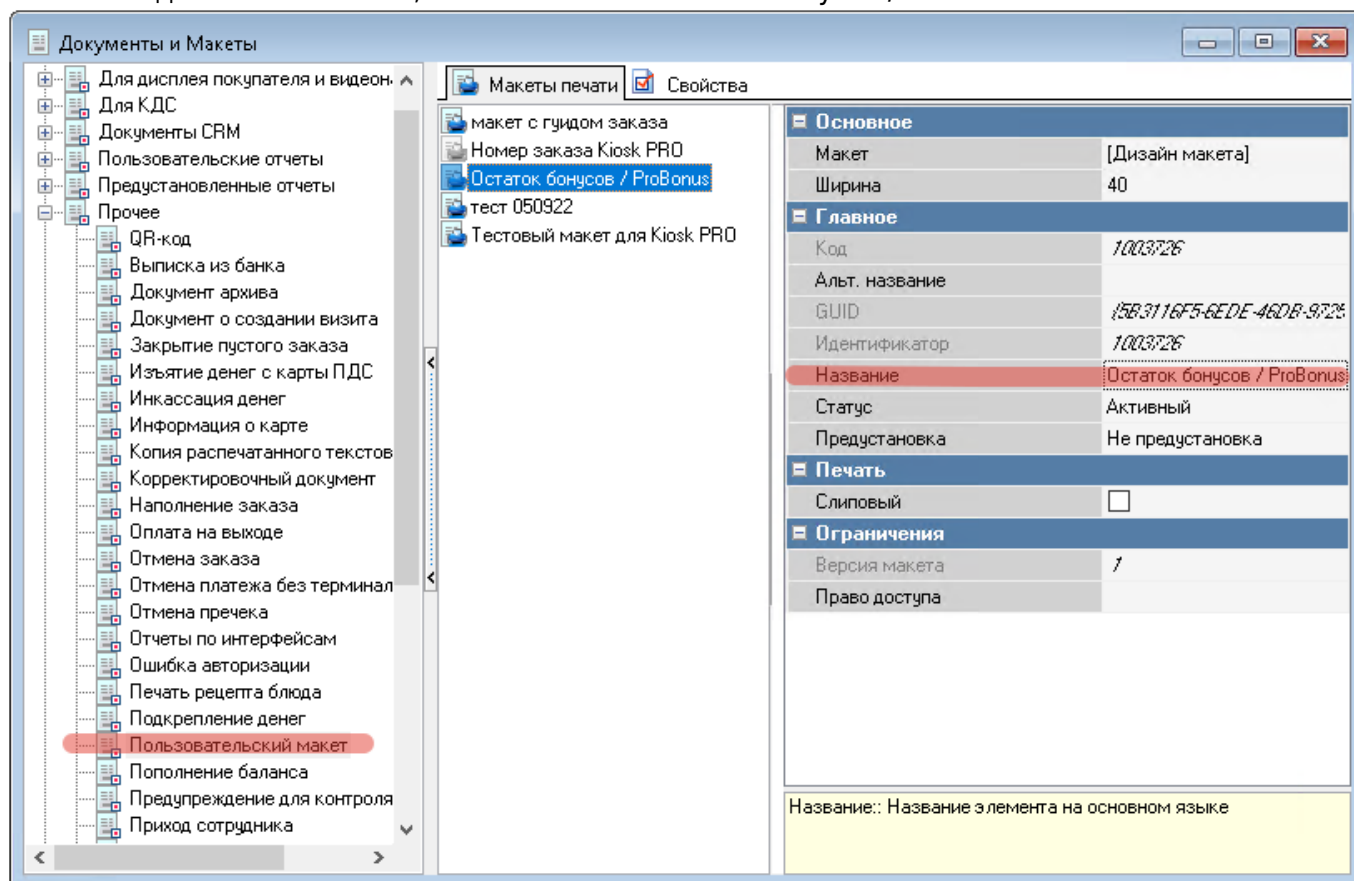 Документы и Макеты
Для дисплея покупателя и видеон
Для КДС
Документы CRM
Пользовательские отчеты
Предустановленные отчеты
Прочее
QR-код
Выписка из банка
Документ архива
Документ о создании визита
Закрытие пустого заказа
Изъятие денег с карты ПДС
Инкассация денег
Информация о карте
Копия распечатанного текстов
Корректировочный документ
Наполнение заказа
Оплата на выходе
Отмена заказа
Отмена платежа без терминал
Отмена пречека
Отчеты по интерфейсам
Ошибка авторизации
Печать рецепта блюда
Подкрепление денег
Пользовательский макет
Пополнение баланса
Предупреждение для контроля
Приход сотрудника
Макеты печати Свойства
макет с гуидом заказа
Номер заказа Kiosk PRO
Остаток бонусов / ProBonus
тест 050922
Тестовый макет для Kiosk PRO
Основное
Макет [Дизайн макета]
Ширина 40
Главное
Код 1003726
Альт. название
GUID {5B3116F5-6EDE-46DB-9725
Идентификатор 1003726
Название Остаток бонусов / ProBonus
Статус Активный
Предустановка Не предустановка
Печать
Слиповый
Ограничения
Версия макета 1
Право доступа
Название:: Название элемента на основном языке